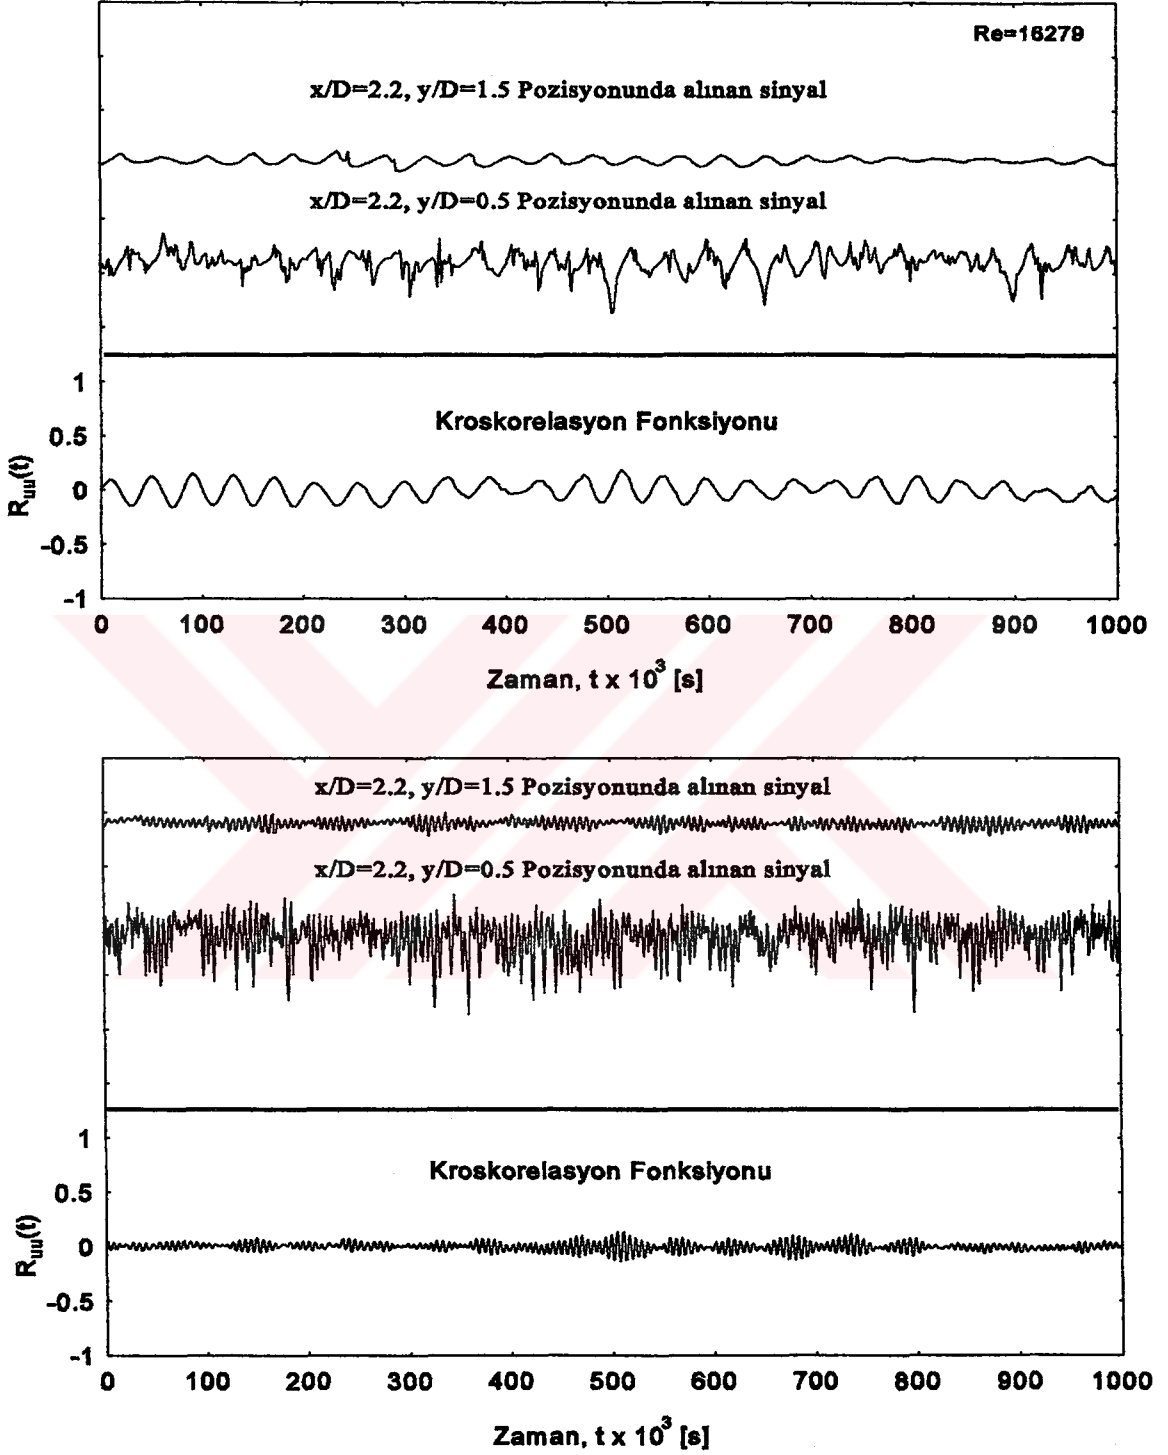 Re=16279
x/D=2.2, y/D=1.5 Pozisyonunda alınan sinyal
x/D=2.2, y/D=0.5 Pozisyonunda alınan sinyal
1
Kroskorelasyon Fonksiyonu
0.5
0
-0.5
-1
Ruu(t)
0 100 200 300 400 500 600 700 800 900 1000
Zaman, t x 10³ [s]
x/D=2.2, y/D=1.5 Pozisyonunda alınan sinyal
x/D=2.2, y/D=0.5 Pozisyonunda alınan sinyal
1
Kroskorelasyon Fonksiyonu
0.5
0
-0.5
-1
Ruu(t)
0 100 200 300 400 500 600 700 800 900 1000
Zaman, t x 10³ [s]